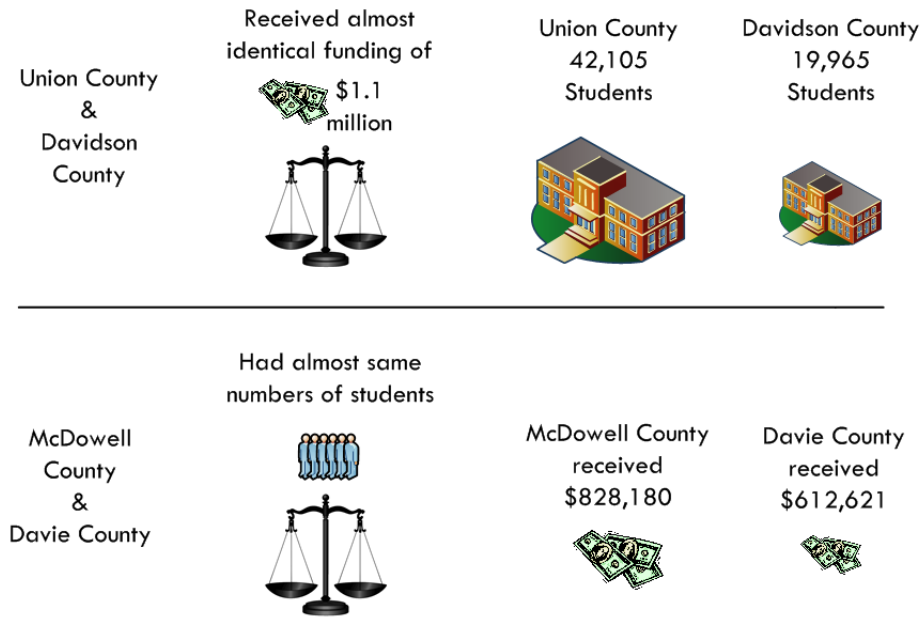 Union County
&
Davidson
County
Received almost
identical funding of
$1.1
million
Union County
42,105
Students
Davidson County
19,965
Students
McDowell
County
&
Davie County
Had almost same
numbers of students
McDowell County
received
$828,180
Davie County
received
$612,621